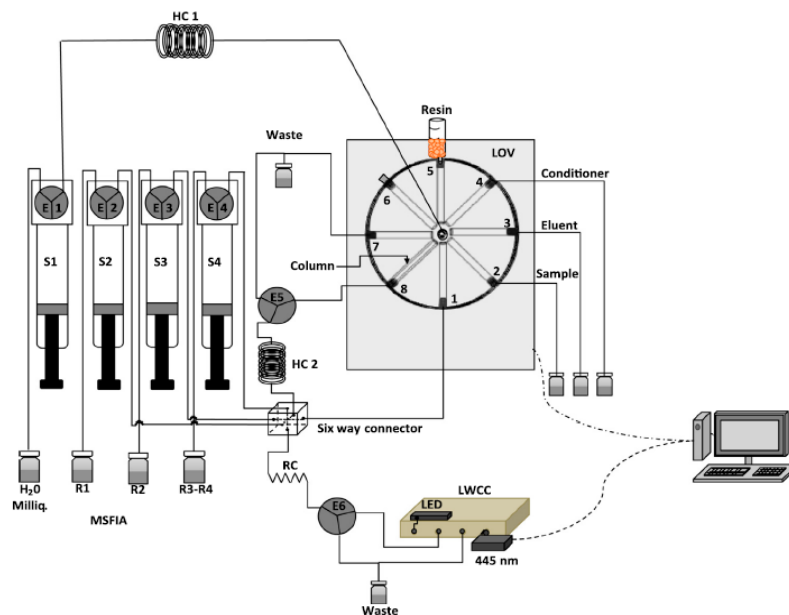 HC 1
Resin
LOV
Waste
5
4
Conditioner
6
E 1
E 2
E 3
E 4
3
Eluent
7
S1
S2
S3
S4
Column
Sample
2
E5
8
1
HC 2
Six way connector
RC
H20
Milliq.
R1
R2
R3-R4
LWCC
LED
E6
MSFIA
445 nm
Waste